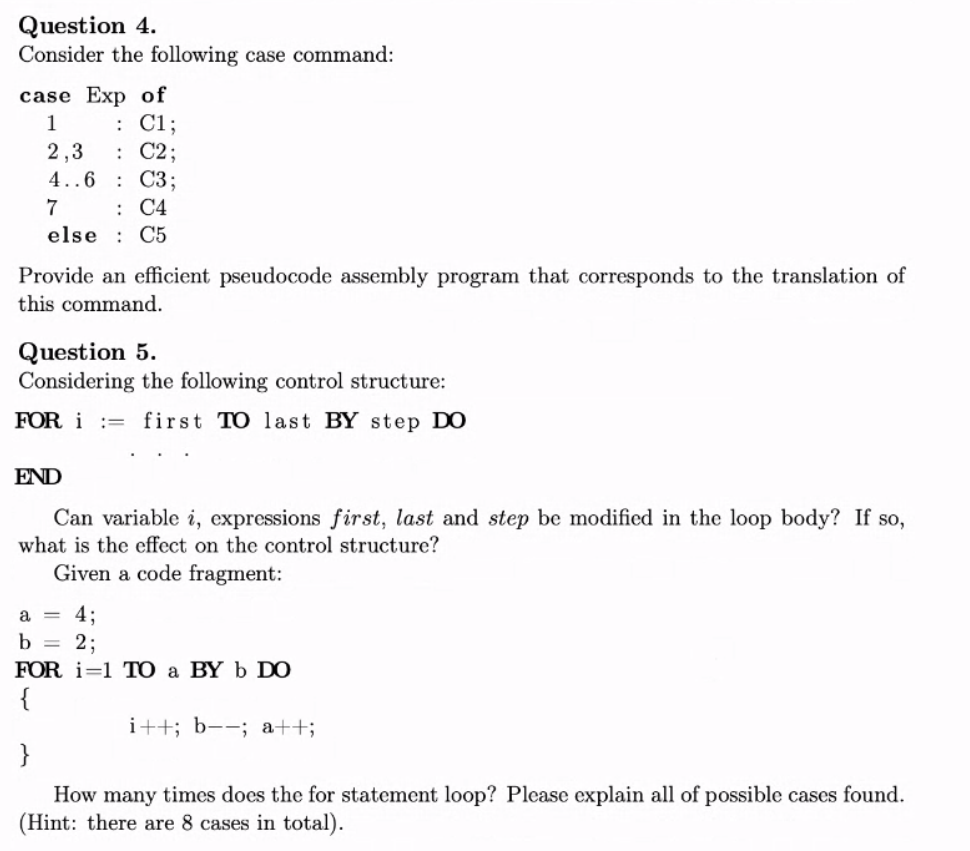 Question 4.
Consider the following case command:
case Exp of
1 : C1;
2,3 : C2;
4..6 : C3;
7 : C4
else : C5
Provide an efficient pseudocode assembly program that corresponds to the translation of
this command.
Question 5.
Considering the following control structure:
FOR i := first TO last BY step DO
. . .
END
Can variable i, expressions first, last and step be modified in the loop body? If so,
what is the effect on the control structure?
Given a code fragment:
a = 4;
b = 2;
FOR i=1 TO a BY b DO
{
i++; b--; a++;
}
How many times does the for statement loop? Please explain all of possible cases found.
(Hint: there are 8 cases in total).